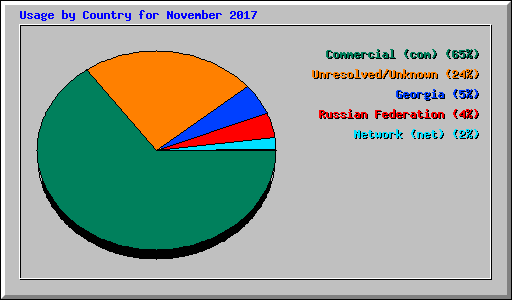 Usage by Country for November 2017
Commercial (com) (65%)
Unresolved/Unknown (24%)
Georgia (5%)
Russian Federation (4%)
Network (net) (2%)